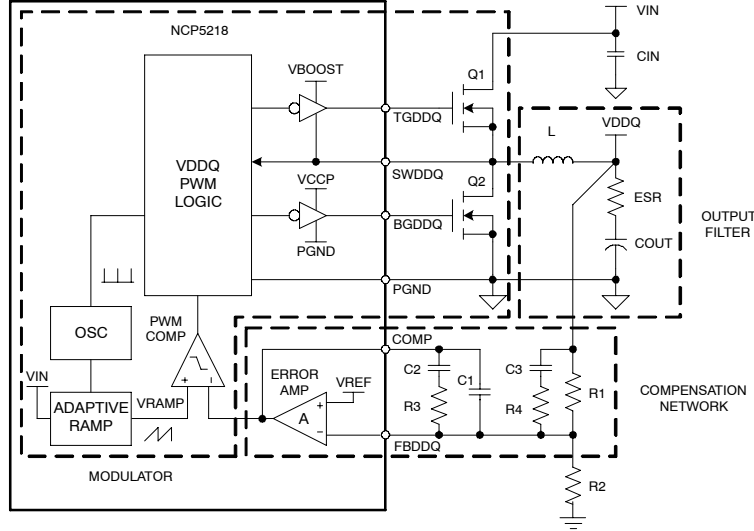 NCP5218
VIN
CIN
VBOOST
Q1
TGDDQ
VDDQ
PWM
LOGIC
L
VDDQ
SWDDQ
VCCP
Q2
ESR
OUTPUT
FILTER
BGDDQ
COUT
PGND
PGND
OSC
PWM
COMP
COMP
VIN
ERROR
AMP
VREF
C2
C1
C3
R1
COMPENSATION
NETWORK
ADAPTIVE
RAMP
VRAMP
+
−
A
+
−
R3
R4
FBDDQ
MODULATOR
R2